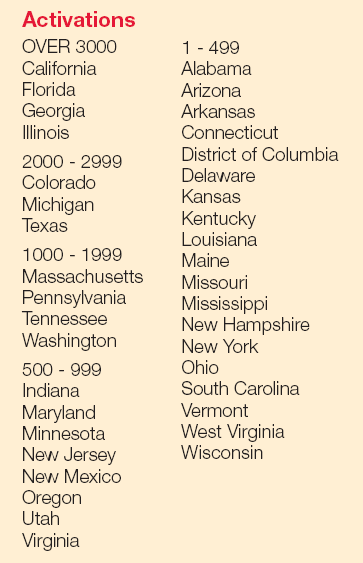 Activations
OVER 3000
California
Florida
Georgia
Illinois
2000 - 2999
Colorado
Michigan
Texas
1000 - 1999
Massachusetts
Pennsylvania
Tennessee
Washington
500 - 999
Indiana
Maryland
Minnesota
New Jersey
New Mexico
Oregon
Utah
Virginia
1 - 499
Alabama
Arizona
Arkansas
Connecticut
District of Columbia
Delaware
Kansas
Kentucky
Louisiana
Maine
Missouri
Mississippi
New Hampshire
New York
Ohio
South Carolina
Vermont
West Virginia
Wisconsin